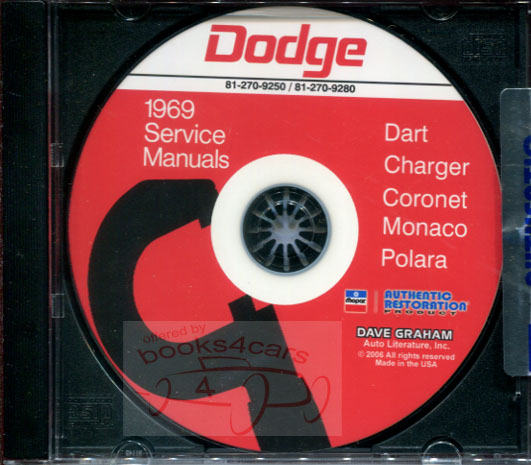 Dodge
81-270-9250 / 81-270-9280
1969
Service
Manuals
Dart
Charger
Coronet
Monaco
Polara
Mopar
AUTHENTIC
RESTORATION
PRODUCT
DAVE GRAHAM
Auto Literature, Inc.
© 2006 All rights reserved
Made in the USA
offered by
books4cars
4